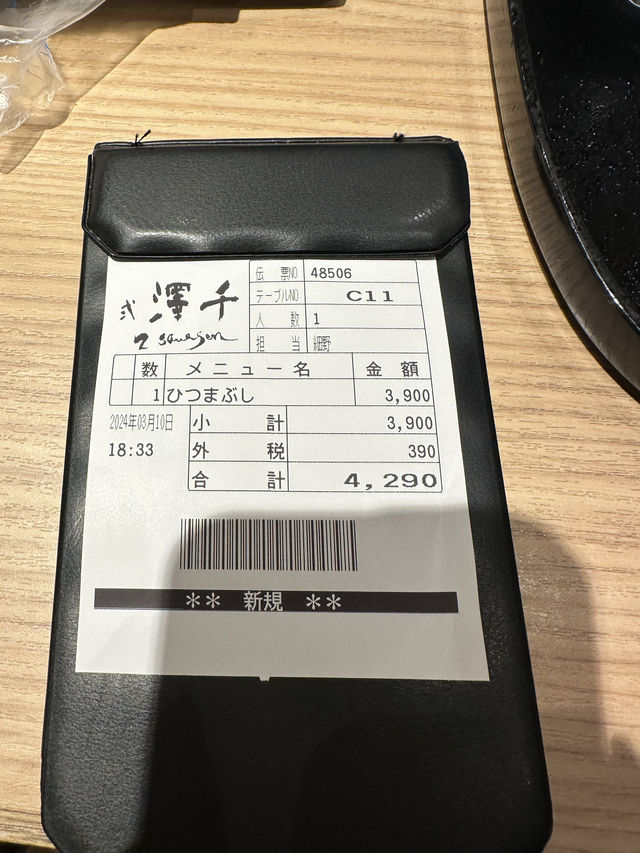 弐 澤千
伝票NO 48506
テーブルNO C11
人数 1
担当 細野
数 メニュー名 金額
1 ひつまぶし 3,900
2024年03月10日 小計 3,900
18:33 外税 390
合計 4,290
** 新規 **